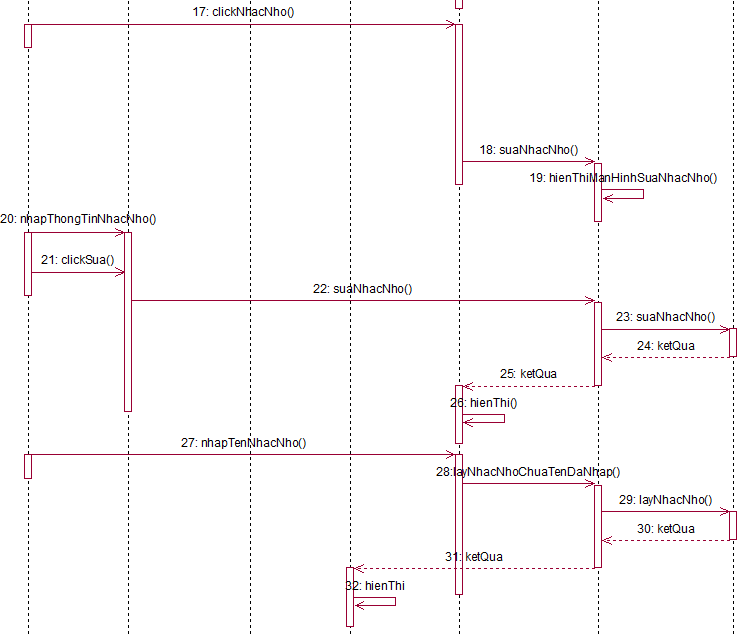 17: clickNhacNho()
18: suaNhacNho()
19: hienThiManHinhSuaNhacNho()
20: nhapThongTinNhacNho()
21: clickSua()
22: suaNhacNho()
23: suaNhacNho()
24: ketQua
25: ketQua
26: hienThi()
27: nhapTenNhacNho()
28:layNhacNhoChuaTenDaNhap()
29: layNhacNho()
30: ketQua
31: ketQua
32: hienThi